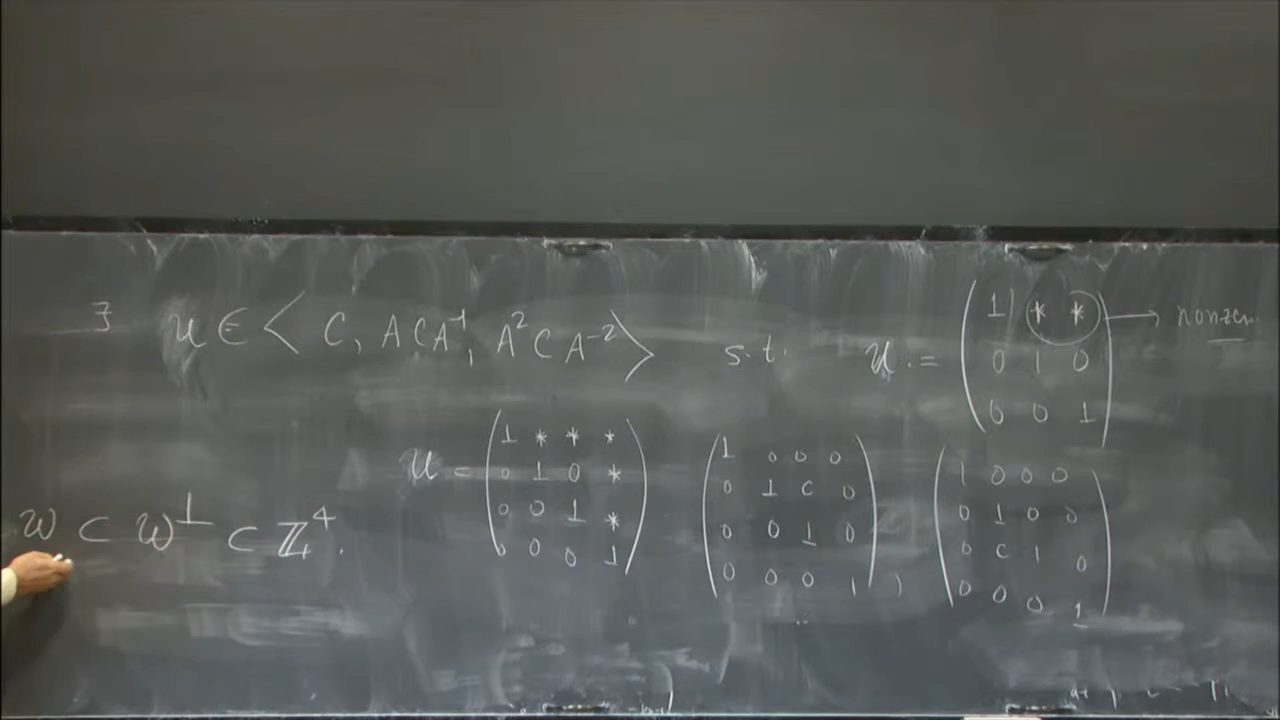 ∃ u ∈ ⟨ C, ACA⁻¹, A²CA⁻² ⟩ s.t. u. = ( 1 * * → nonzero
0 1 0
0 0 1 )
u = ( 1 * * * ) ( 1 0 0 0 ) ( 1 0 0 0 )
( 0 1 0 * ) ( 0 1 0 0 ) ( 0 1 0 0 )
( 0 0 1 * ) ( 0 0 1 0 ) ( 0 0 1 0 )
( 0 0 0 1 ) ( 0 0 0 1 ) , ( 0 0 0 1 )
W ⊂ W^⊥ ⊂ ℤ⁴.